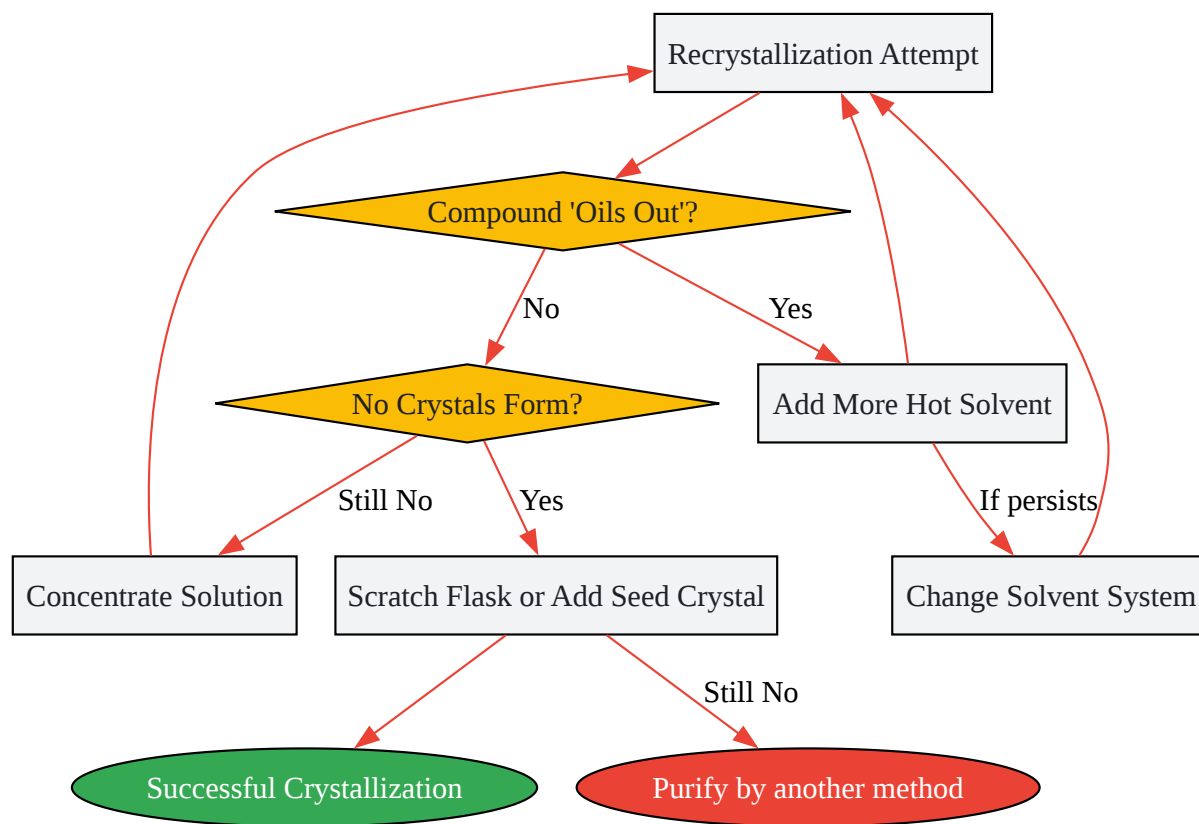 Recrystallization Attempt
Compound 'Oils Out'?
No
Yes
No Crystals Form?
Add More Hot Solvent
Still No
Yes
If persists
Concentrate Solution
Scratch Flask or Add Seed Crystal
Change Solvent System
Still No
Successful Crystallization
Purify by another method